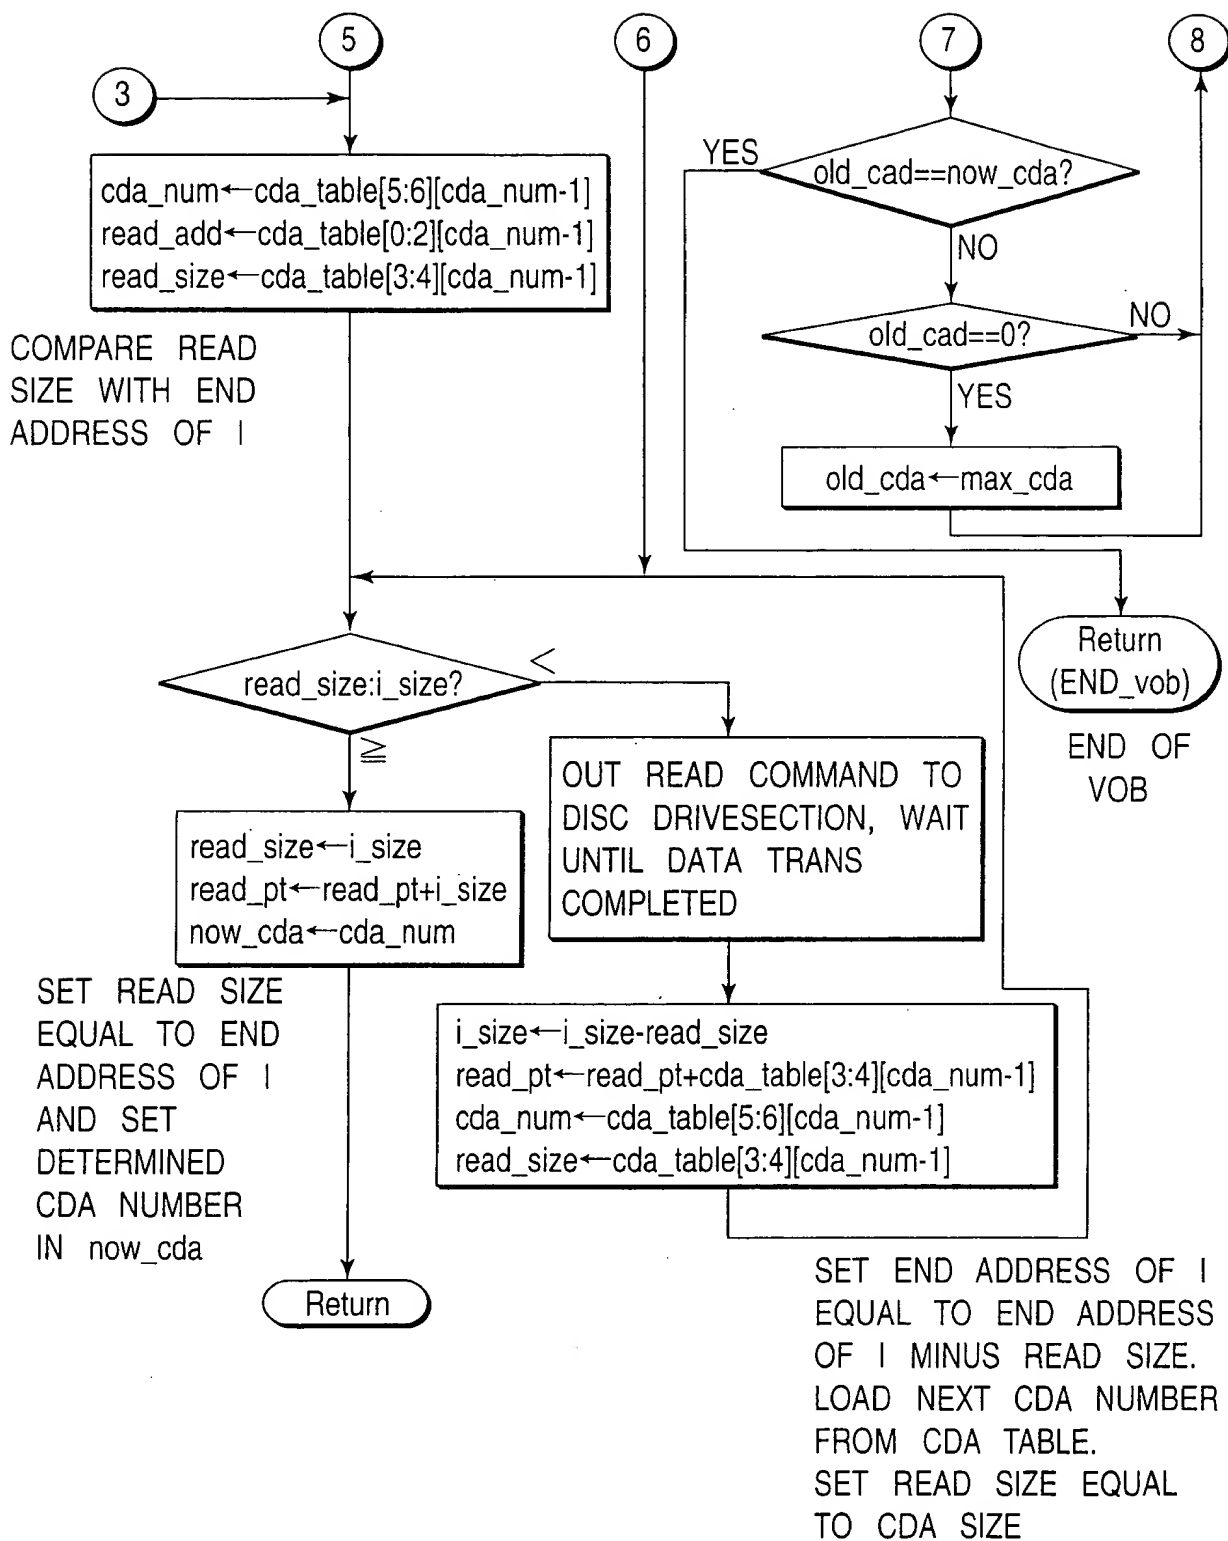 5
6
7
8
3
cda_num←cda_table[5:6][cda_num-1]
read_add←cda_table[0:2][cda_num-1]
read_size←cda_table[3:4][cda_num-1]
COMPARE READ
SIZE WITH END
ADDRESS OF I
YES
old_cad==now_cda?
NO
old_cad==0?
NO
YES
old_cda←max_cda
Return
(END_vob)
END OF
VOB
read_size:i_size?
<
≧
read_size←i_size
read_pt←read_pt+i_size
now_cda←cda_num
OUT READ COMMAND TO
DISC DRIVESECTION, WAIT
UNTIL DATA TRANS
COMPLETED
SET READ SIZE
EQUAL TO END
ADDRESS OF I
AND SET
DETERMINED
CDA NUMBER
IN now_cda
i_size←i_size-read_size
read_pt←read_pt+cda_table[3:4][cda_num-1]
cda_num←cda_table[5:6][cda_num-1]
read_size←cda_table[3:4][cda_num-1]
Return
SET END ADDRESS OF I
EQUAL TO END ADDRESS
OF I MINUS READ SIZE.
LOAD NEXT CDA NUMBER
FROM CDA TABLE.
SET READ SIZE EQUAL
TO CDA SIZE